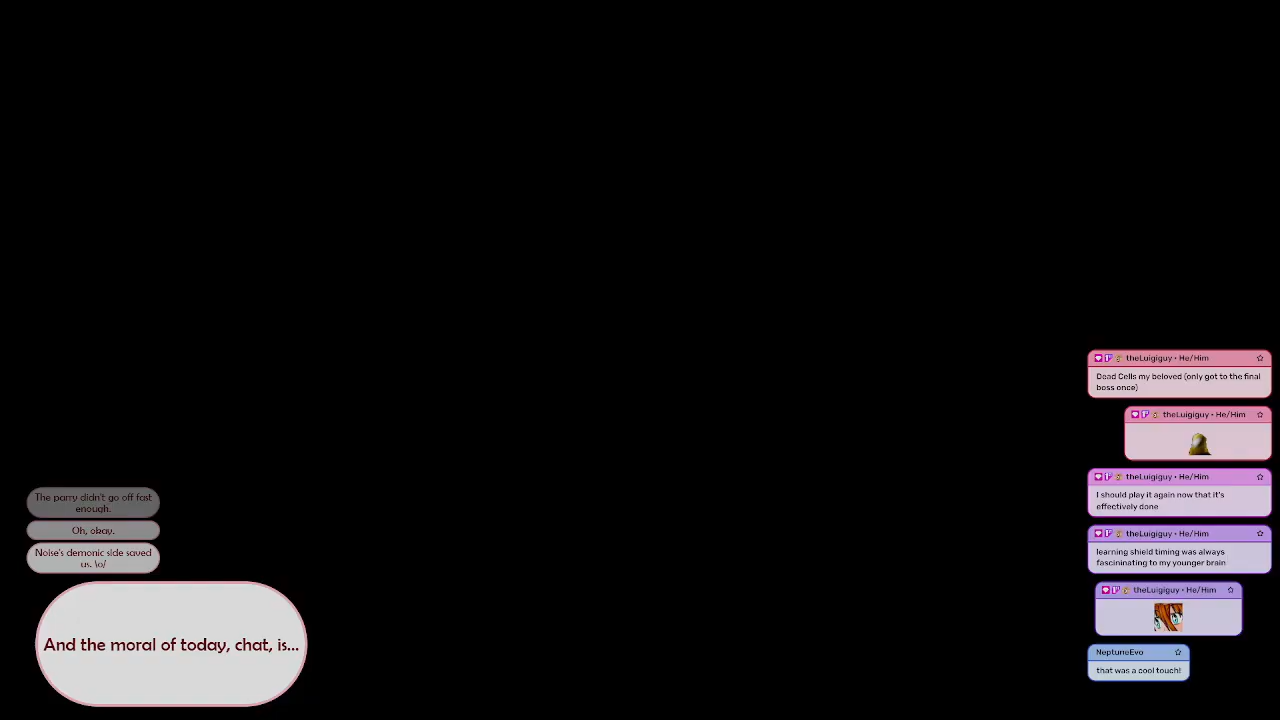 The parry didn't go off fast
enough.
Oh, okay.
Noise's demonic side saved
us. \o/
And the moral of today, chat, is...
theLuigiguy • He/Him
Dead Cells my beloved (only got to the final
boss once)
theLuigiguy • He/Him
theLuigiguy • He/Him
I should play it again now that it's
effectively done
theLuigiguy • He/Him
learning shield timing was always
fascininating to my younger brain
theLuigiguy • He/Him
NeptuneEvo
that was a cool touch!